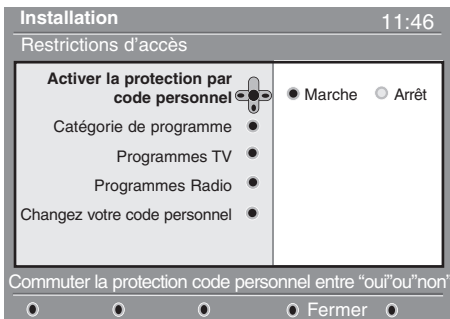 Installation 11:46
Restrictions d'accès
Activer la protection par
code personnel
Marche Arrêt
Catégorie de programme
Programmes TV
Programmes Radio
Changez votre code personnel
Commuter la protection code personnel entre “oui”ou”non”
Fermer